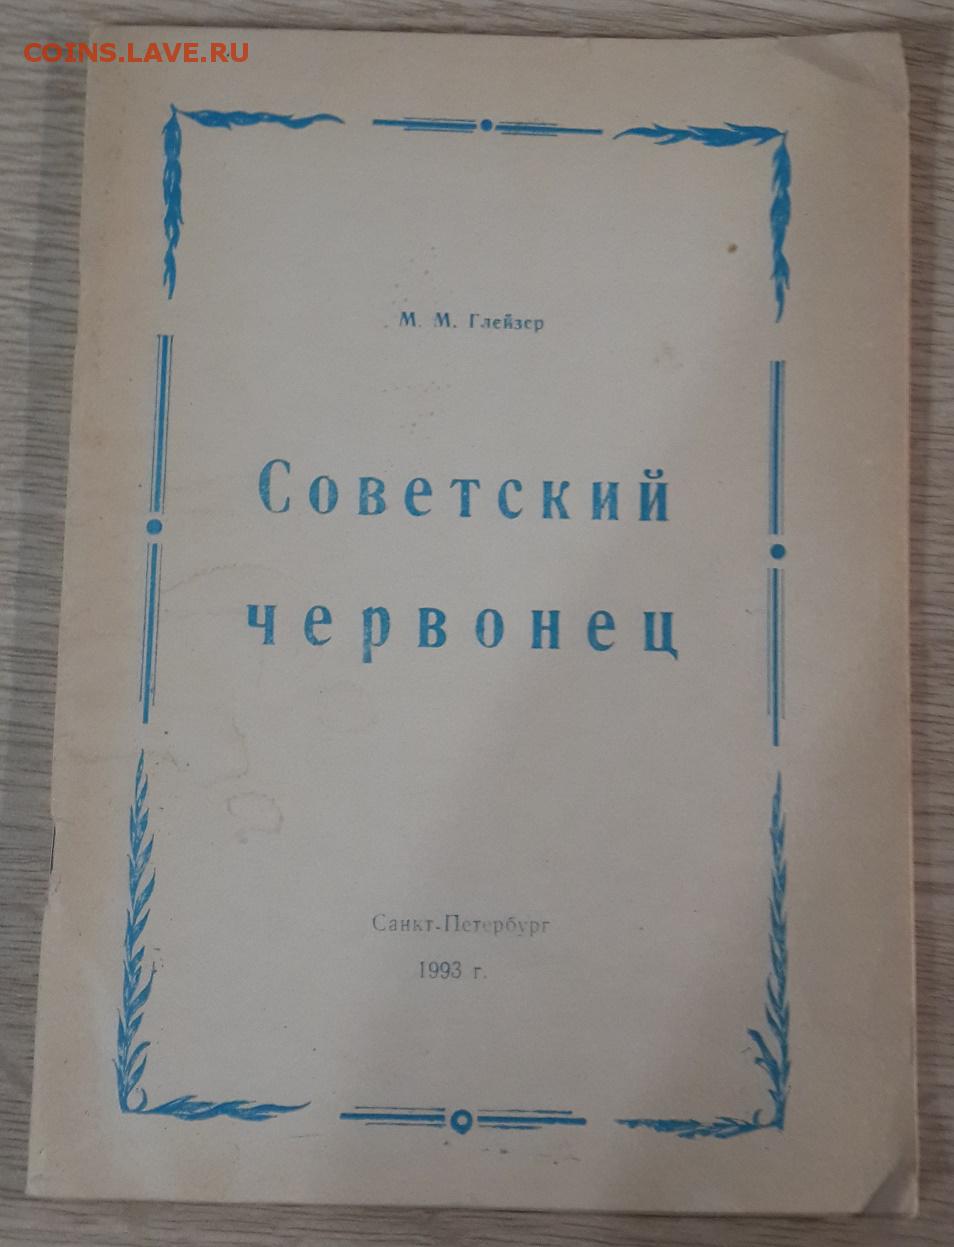 COINS.LAVE.RU
М. М. Глейзер
Советский
червонец
Санкт-Петербург
1993 г.